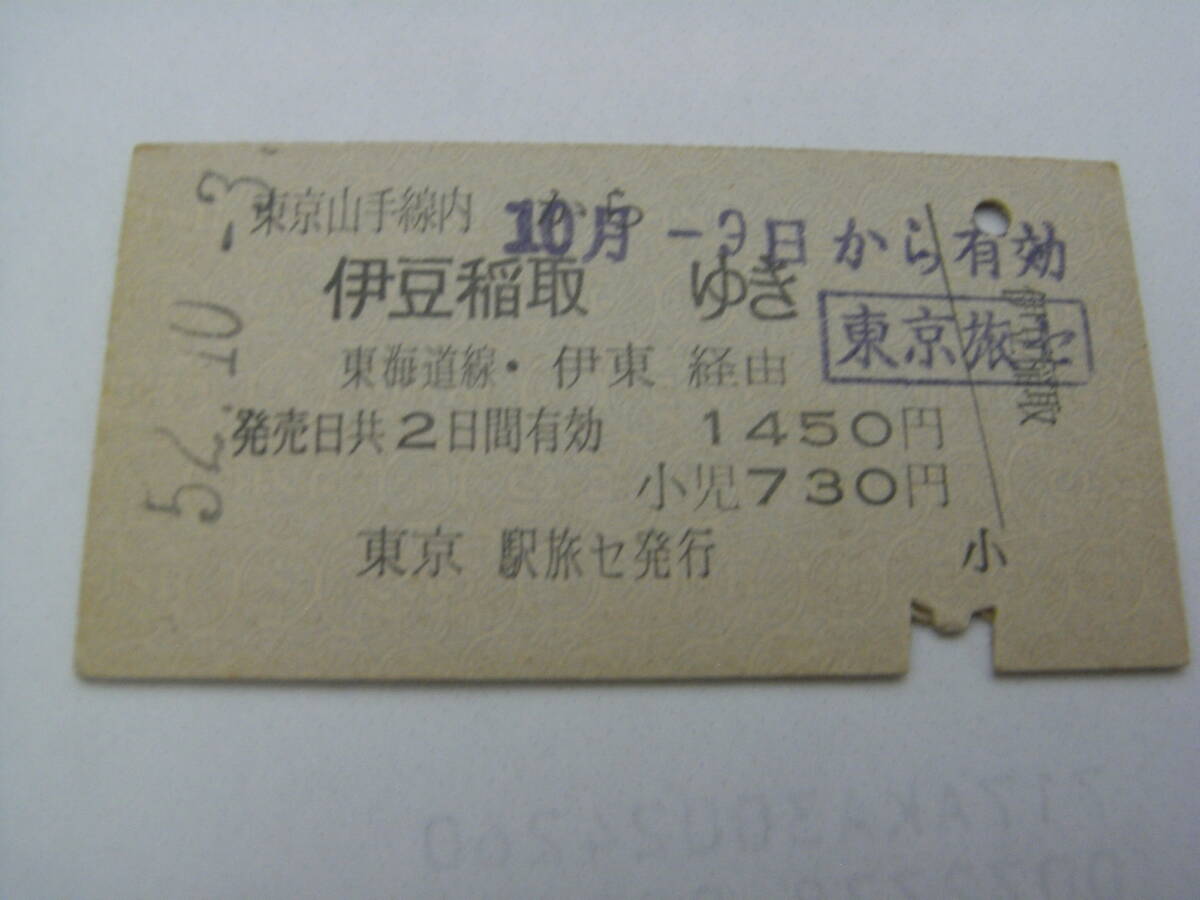 52.10.-3
東京山手線内 から
10月-9日から有効
伊豆稲取 ゆき
東京旅セ
東海道線・伊東 経由
発売日共2日間有効 1450円
小児730円
東京 駅旅セ発行
小